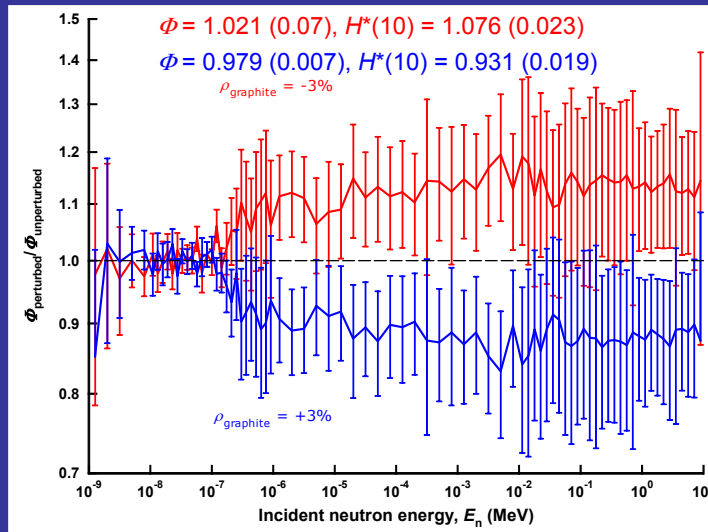 Φ = 1.021 (0.07), H*(10) = 1.076 (0.023)
Φ = 0.979 (0.007), H*(10) = 0.931 (0.019)
ρgraphite = -3%
ρgraphite = +3%
Φperturbed/Φunperturbed
1.5
1.4
1.3
1.2
1.1
1.0
0.9
0.8
0.7
10⁻⁹ 10⁻⁸ 10⁻⁷ 10⁻⁶ 10⁻⁵ 10⁻⁴ 10⁻³ 10⁻² 10⁻¹ 10⁰ 10¹
Incident neutron energy, En (MeV)